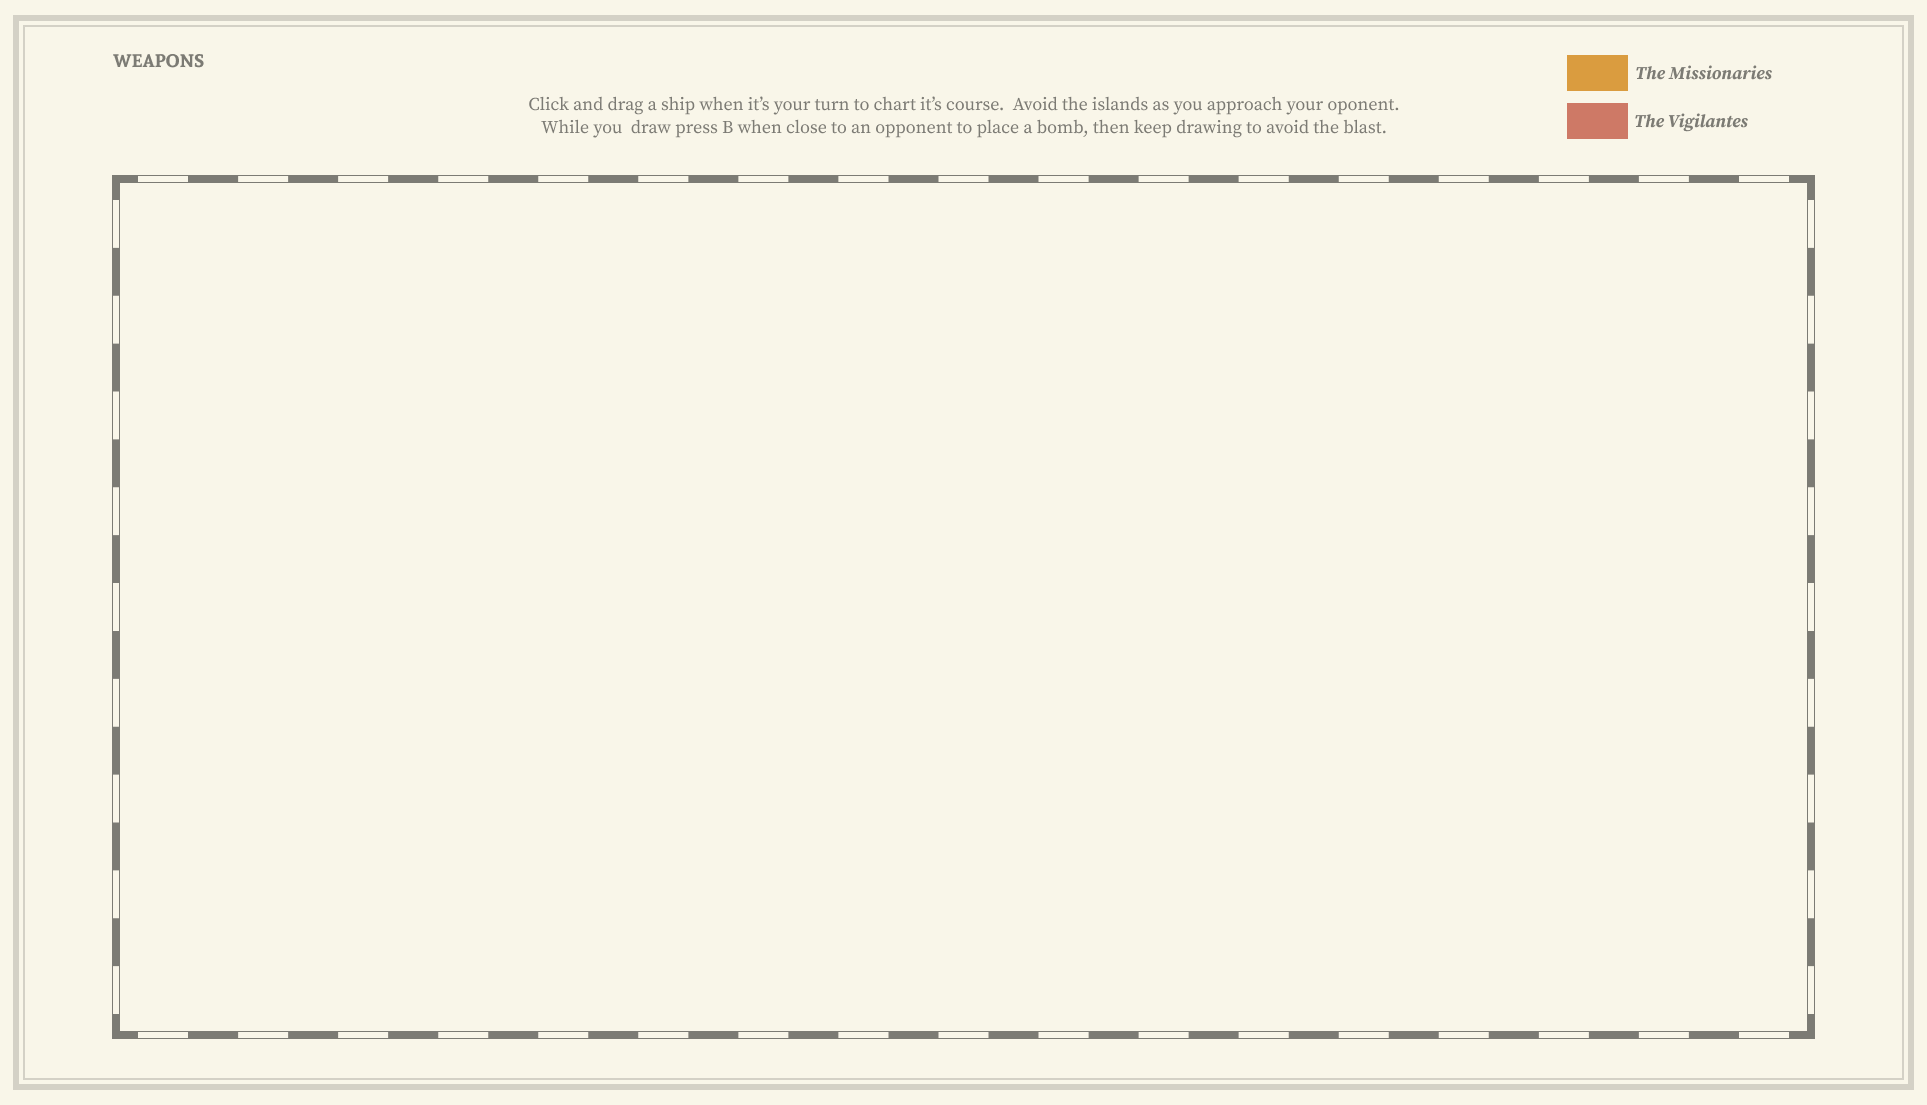 WEAPONS
The Missionaries
Click and drag a ship when it’s your turn to chart it’s course.  Avoid the islands as you approach your oponent.
The Vigilantes
While you  draw press B when close to an opponent to place a bomb, then keep drawing to avoid the blast.